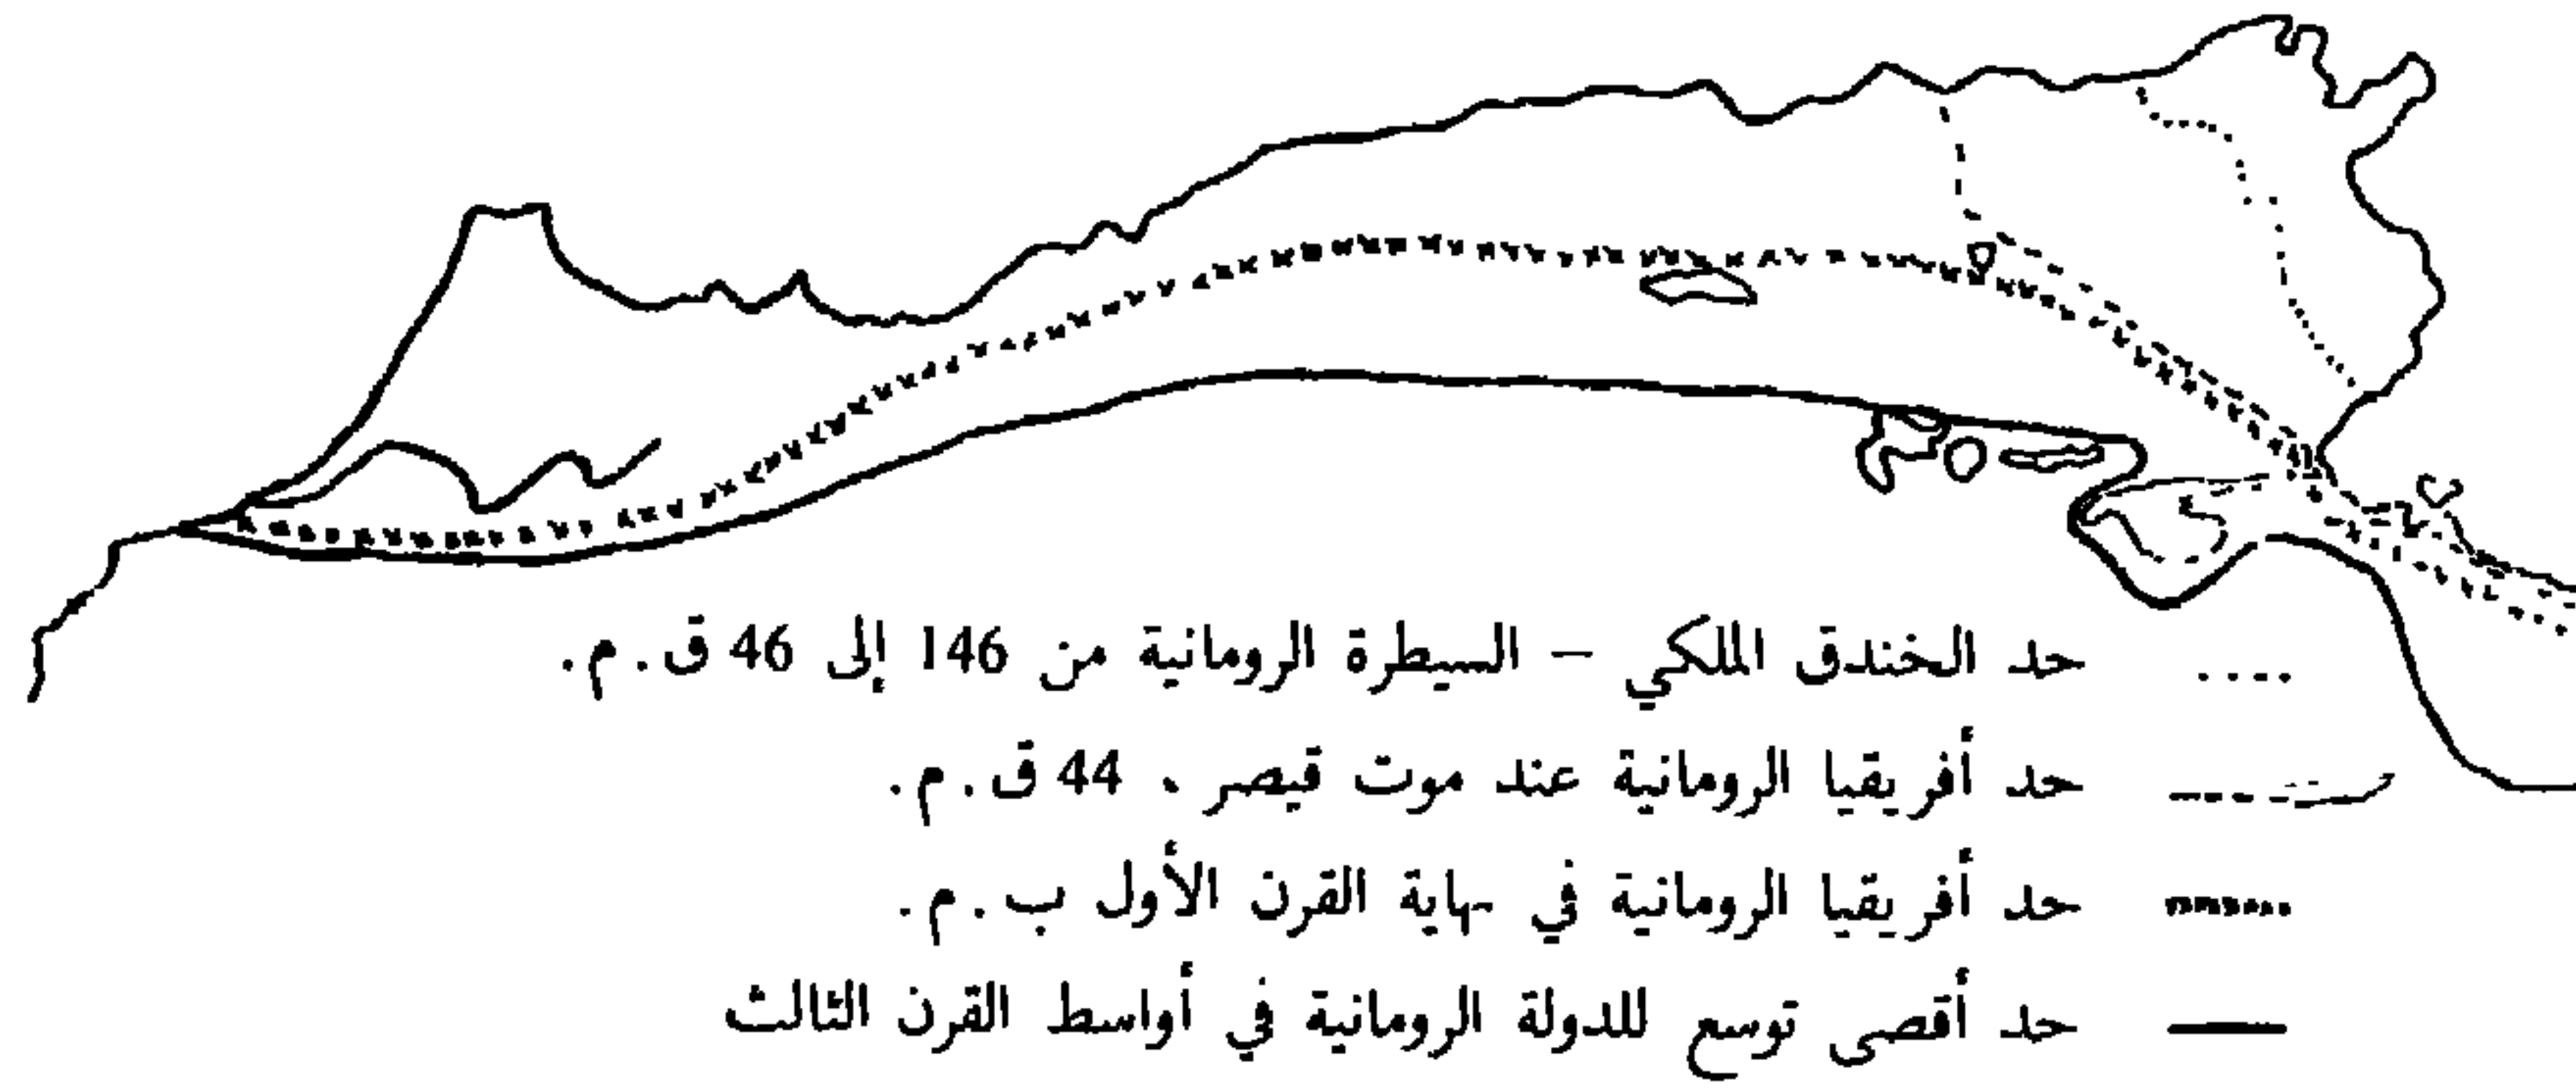 حد الخندق الملكي – السيطرة الرومانية من 146 إلى 46 ق.م.
حد أفريقيا الرومانية عند موت قيصر . 44 ق.م.
حد أفريقيا الرومانية في نهاية القرن الأول ب.م.
حد أقصى توسع للدولة الرومانية في أواسط القرن الثالث